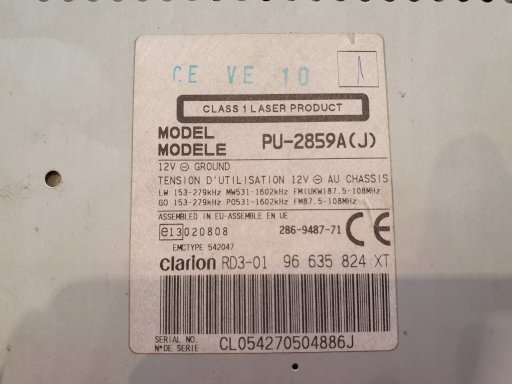 CE VE 10
CLASS 1 LASER PRODUCT
MODEL
MODELE PU-2859A(J)
12V ⊖ GROUND
TENSION D'UTILISATION 12V ⊖ AU CHASSIS
LW 153-279kHz MW531-1602kHz FM(UKW)87.5-108MHz
GO 153-279kHz PO531-1602kHz FM87.5-108MHz
ASSEMBLED IN EU-ASSEMBLE EN UE
e13 020808 286-9487-71 CE
EMCTYPE 542047
clarion RD3-01 96 635 824 XT
SERIAL NO.
N° DE SERIE CL054270504886J